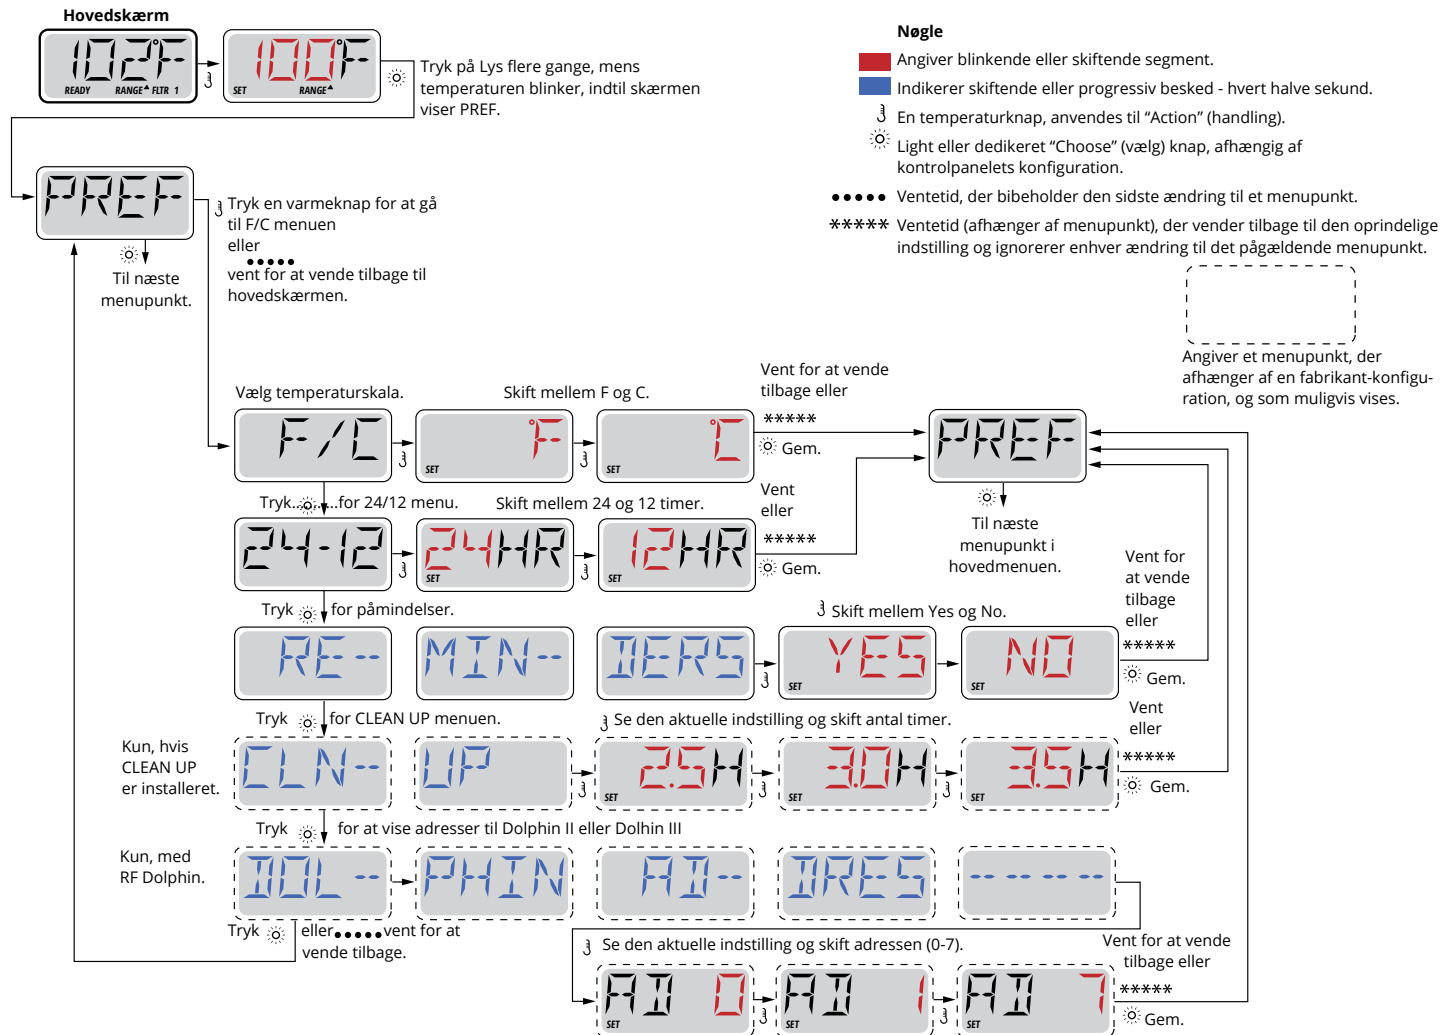 Hovedskærm
102°F
READY RANGE FLTR 1
100°F
SET RANGE
Tryk på Lys flere gange, mens
temperaturen blinker, indtil skærmen
viser PREF.
Nøgle
Angiver blinkende eller skiftende segment.
Indikerer skiftende eller progressiv besked - hvert halve sekund.
En temperaturknap, anvendes til “Action” (handling).
Light eller dedikeret “Choose” (vælg) knap, afhængig af
kontrolpanelets konfiguration.
••••• Ventetid, der bibeholder den sidste ændring til et menupunkt.
***** Ventetid (afhænger af menupunkt), der vender tilbage til den oprindelige
indstilling og ignorerer enhver ændring til det pågældende menupunkt.
Angiver et menupunkt, der
afhænger af en fabrikant-konfigu-
ration, og som muligvis vises.
PREF
Til næste
menupunkt.
Tryk en varmeknap for at gå
til F/C menuen
eller
•••••
vent for at vende tilbage til
hovedskærmen.
Vælg temperaturskala.
Skift mellem F og C.
Vent for at vende
tilbage eller
*****
Gem.
F/C
°F
SET
°C
SET
PREF
Til næste
menupunkt i
hovedmenuen.
Tryk..........for 24/12 menu.
Skift mellem 24 og 12 timer.
Vent
eller
*****
Gem.
24-12
24HR
SET
12HR
SET
Tryk for påmindelser.
Skift mellem Yes og No.
Vent for
at vende
tilbage
eller
*****
Gem.
RE--
MIN--
DERS
YES
SET
NO
SET
Tryk for CLEAN UP menuen.
Se den aktuelle indstilling og skift antal timer.
Vent
eller
*****
Gem.
Kun, hvis
CLEAN UP
er installeret.
CLN--
UP
2.5H
SET
3.0H
SET
3.5H
SET
Tryk for at vise adresser til Dolphin II eller Dolhin III
Kun, med
RF Dolphin.
DOL--
PHIN
AD--
DRES
-- -- -- --
Tryk eller•••••vent for at
vende tilbage.
Se den aktuelle indstilling og skift adressen (0-7).
Vent for at vende
tilbage eller
*****
Gem.
AD 0
SET
AD 1
SET
AD 7
SET